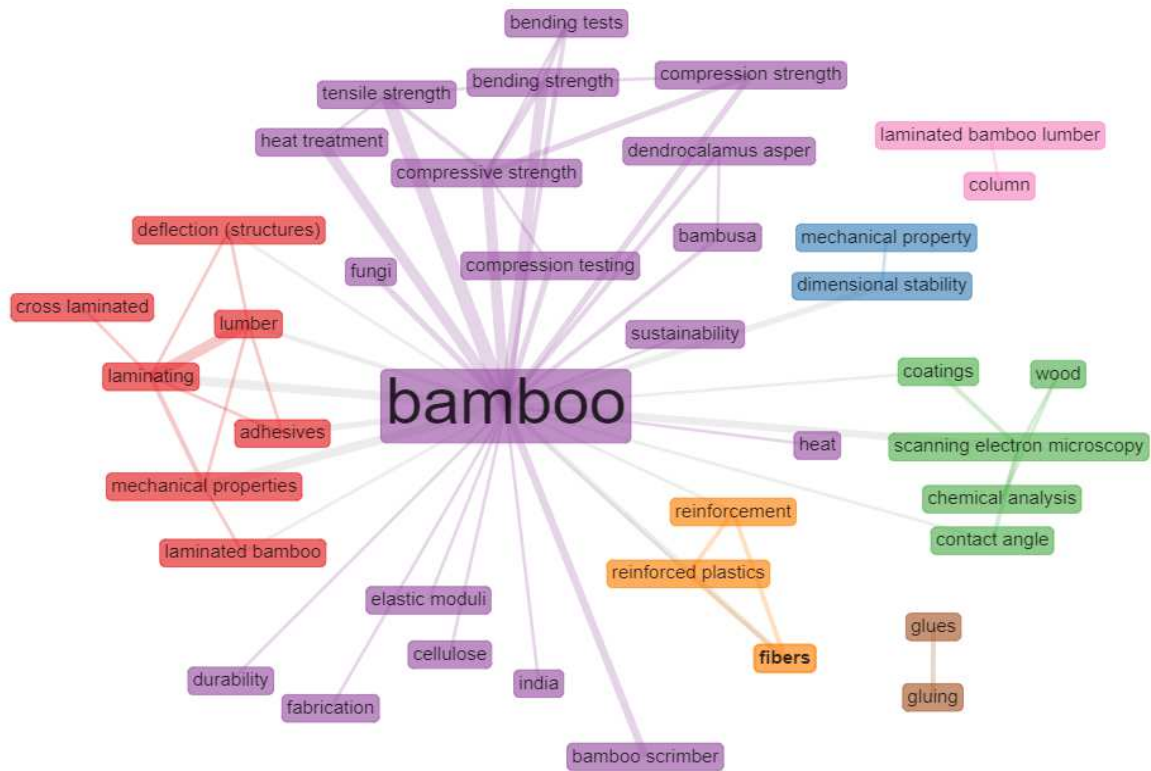 bending tests
compression strength
bending strength
tensile strength
heat treatment
laminated bamboo lumber
dendrocalamus asper
compressive strength
column
deflection (structures)
bambusa
mechanical property
fungi
compression testing
dimensional stability
cross laminated
lumber
sustainability
laminating
coatings
wood
bamboo
adhesives
heat
scanning electron microscopy
mechanical properties
chemical analysis
reinforcement
contact angle
laminated bamboo
reinforced plastics
elastic moduli
glues
cellulose
fibers
durability
india
gluing
fabrication
bamboo scrimber